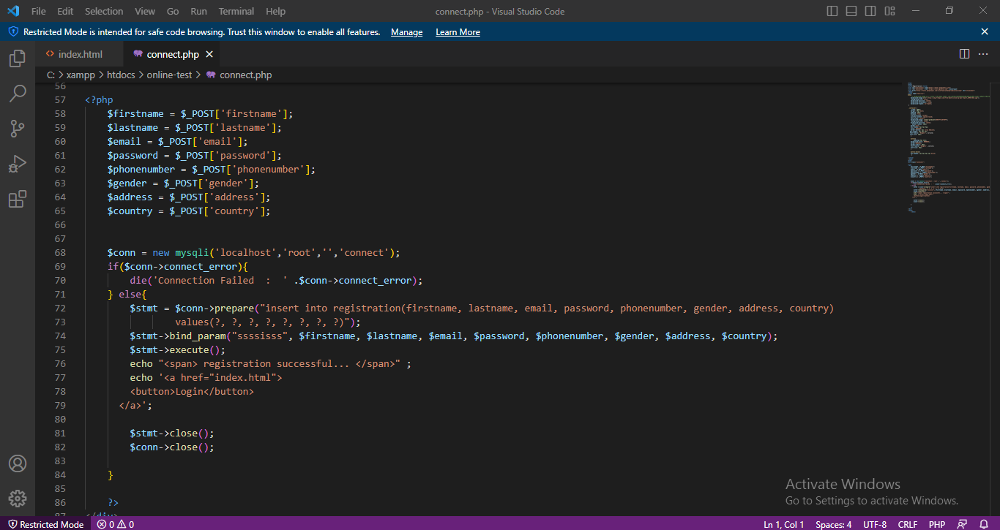 File Edit Selection View Go Run Terminal Help connect.php - Visual Studio Code
Restricted Mode is intended for safe code browsing. Trust this window to enable all features. Manage Learn More
index.html connect.php
C: > xampp > htdocs > online-test > connect.php
56
57 <?php
58 $firstname = $_POST['firstname'];
59 $lastname = $_POST['lastname'];
60 $email = $_POST['email'];
61 $password = $_POST['password'];
62 $phonenumber = $_POST['phonenumber'];
63 $gender = $_POST['gender'];
64 $address = $_POST['address'];
65 $country = $_POST['country'];
66
67
68 $conn = new mysqli('localhost','root','','connect');
69 if($conn->connect_error){
70 die('Connection Failed  :  ' .$conn->connect_error);
71 } else{
72 $stmt = $conn->prepare("insert into registration(firstname, lastname, email, password, phonenumber, gender, address, country)
73 values(?, ?, ?, ?, ?, ?, ?, ?)");
74 $stmt->bind_param("ssssisss", $firstname, $lastname, $email, $password, $phonenumber, $gender, $address, $country);
75 $stmt->execute();
76 echo "<span> registration successful... </span>" ;
77 echo '<a href="index.html">
78 <button>Login</button>
79 </a>';
80
81 $stmt->close();
82 $conn->close();
83
84 }
85
86 ?>
87 </div>
Activate Windows
Go to Settings to activate Windows.
Restricted Mode 0 0 Ln 1, Col 1 Spaces: 4 UTF-8 CRLF PHP